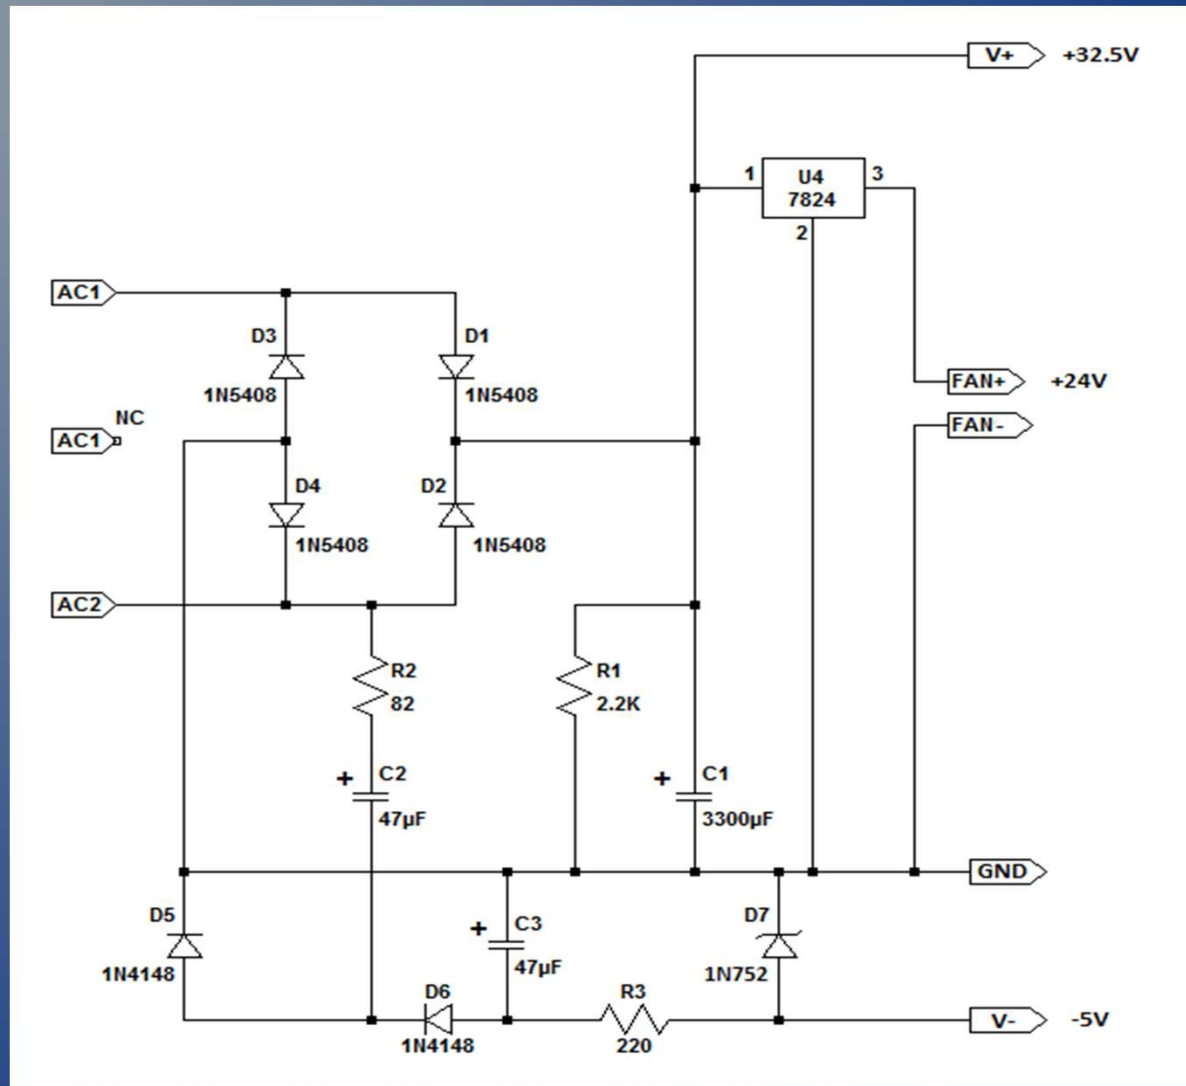 V+ +32.5V
1 U4 3
7824
2
AC1
D3 D1
1N5408 1N5408
FAN+ +24V
NC
AC1
FAN-
D4 D2
1N5408 1N5408
AC2
R2 R1
82 2.2K
+ C2 + C1
47µF 3300µF
GND
D5 + C3 D7
1N4148 47µF 1N752
D6 R3
V- -5V
1N4148 220